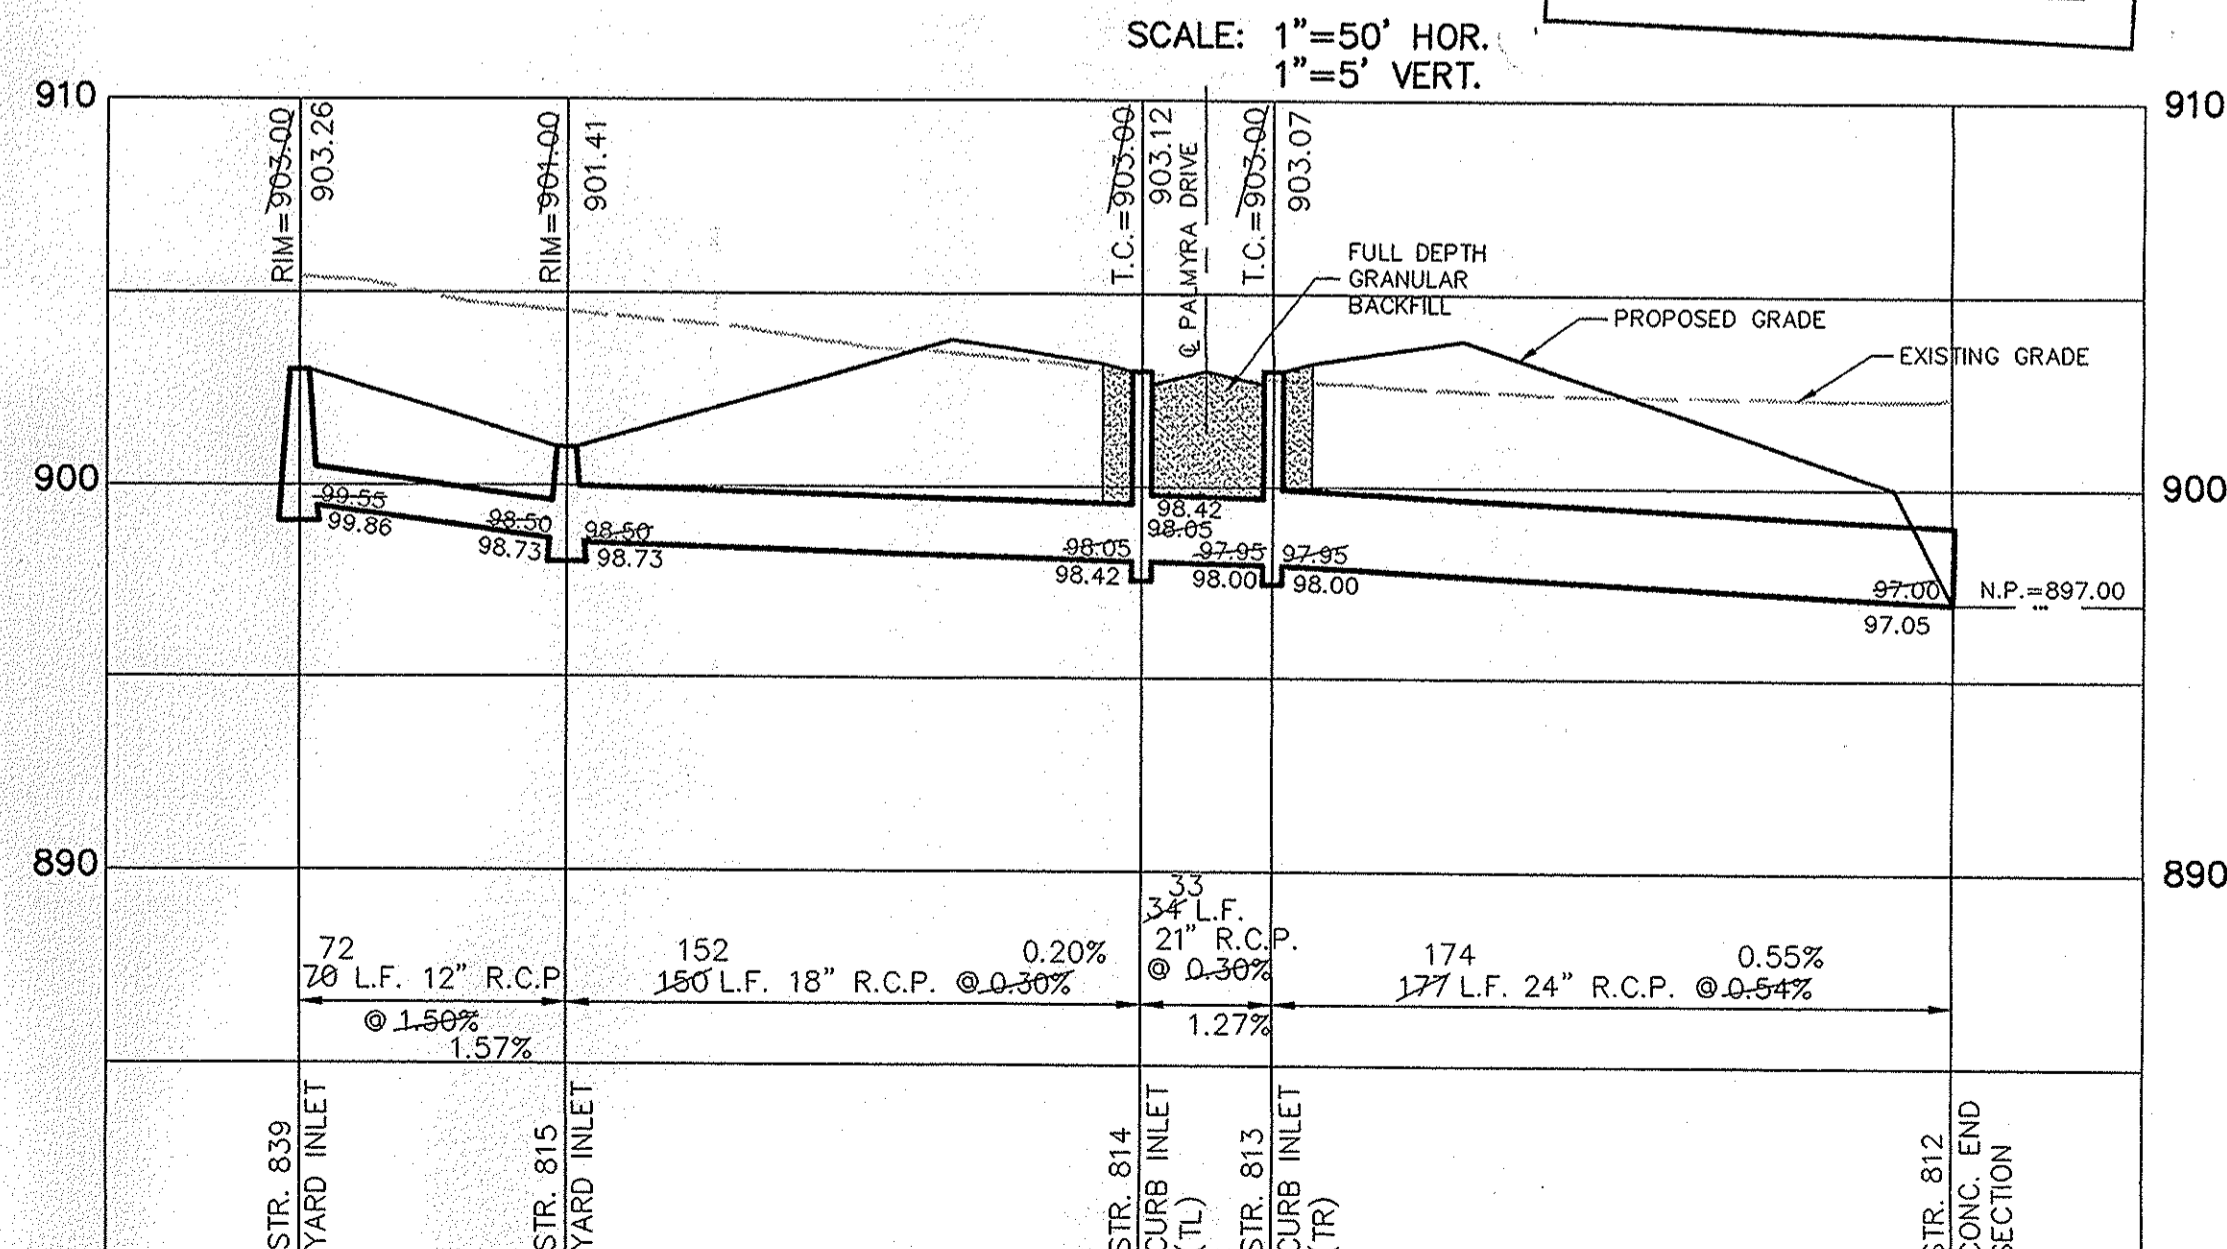 SCALE: 1"=50' HOR.
1"=5' VERT.
910
910
RIM=903.00
903.26
RIM=901.00
901.41
T.C.=903.00
903.12
℄ PALMYRA DRIVE
T.C.=903.00
903.07
FULL DEPTH
GRANULAR
BACKFILL
PROPOSED GRADE
EXISTING GRADE
900
900
99.55
99.86
98.50
98.73
98.50
98.73
98.05
98.42
98.42
98.05
97.95
98.00
97.95
98.00
97.00
97.05
N.P.=897.00
890
890
72
70 L.F. 12" R.C.P
@ 1.50%
1.57%
152
0.20%
150 L.F. 18" R.C.P. @ 0.30%
33
34 L.F.
21" R.C.P.
@ 0.30%
1.27%
174
0.55%
177 L.F. 24" R.C.P. @ 0.54%
STR. 839
YARD INLET
STR. 815
YARD INLET
STR. 814
CURB INLET
(TL)
STR. 813
CURB INLET
(TR)
STR. 812
CONC. END
SECTION